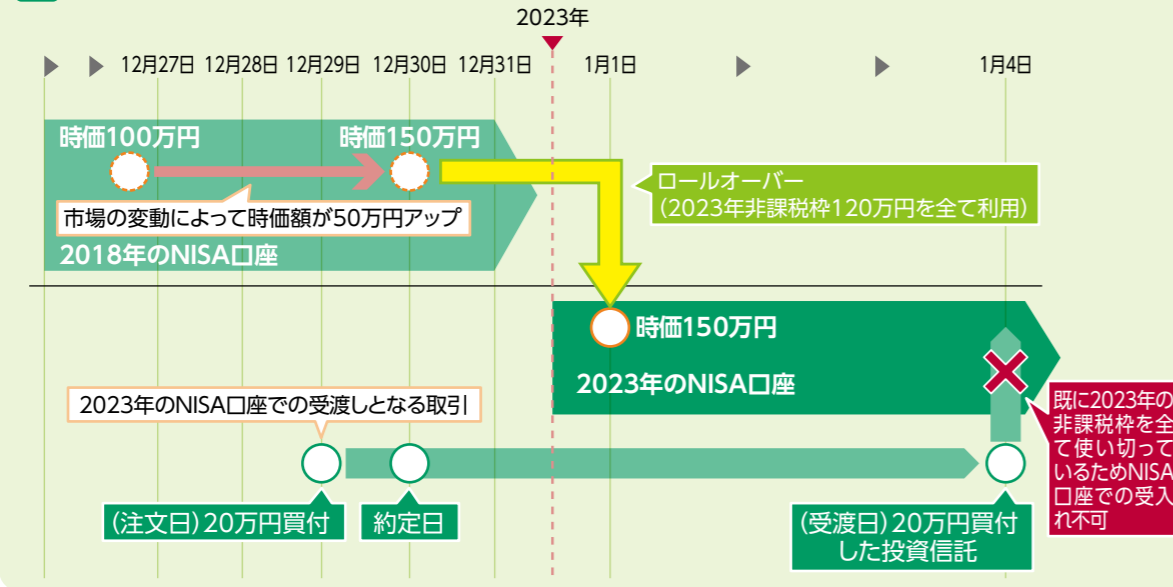 2023年
12月27日 12月28日 12月29日 12月30日 12月31日 1月1日 1月4日
時価100万円 時価150万円
ロールオーバー
(2023年非課税枠120万円を全て利用)
市場の変動によって時価額が50万円アップ
2018年のNISA口座
時価150万円
2023年のNISA口座
2023年のNISA口座での受渡しとなる取引
既に2023年の
非課税枠を全
て使い切って
いるためNISA
口座での受入
れ不可
(注文日)20万円買付 約定日
(受渡日)20万円買付
した投資信託